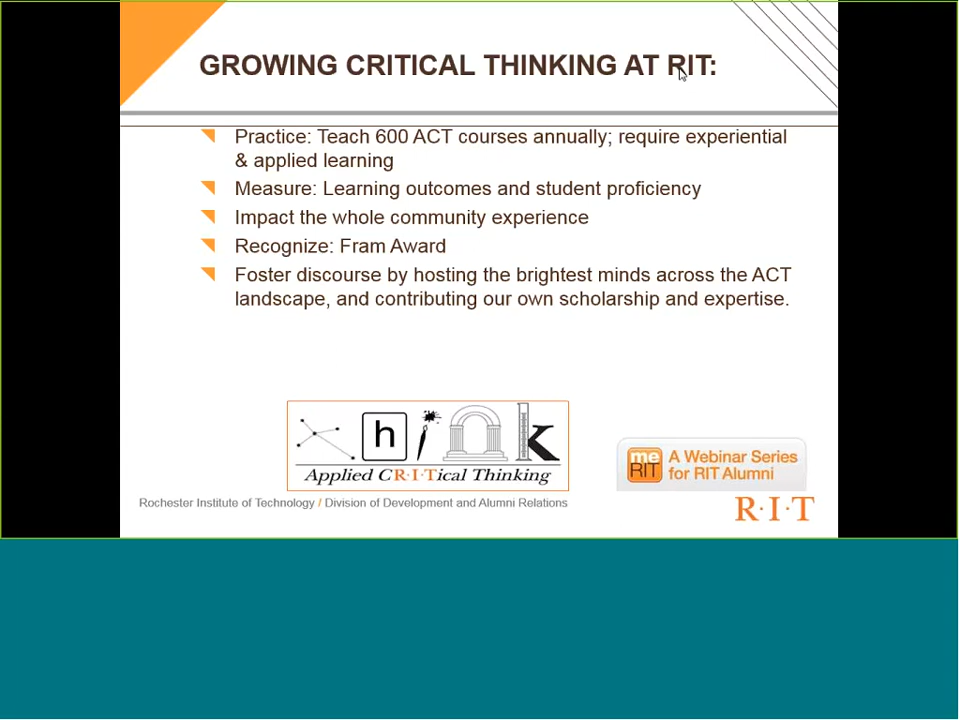 GROWING CRITICAL THINKING AT RIT:
Practice: Teach 600 ACT courses annually; require experiential
& applied learning
Measure: Learning outcomes and student proficiency
Impact the whole community experience
Recognize: Fram Award
Foster discourse by hosting the brightest minds across the ACT
landscape, and contributing our own scholarship and expertise.
think
Applied CR·I·Tical Thinking
me
RIT
A Webinar Series
for RIT Alumni
Rochester Institute of Technology / Division of Development and Alumni Relations
R·I·T